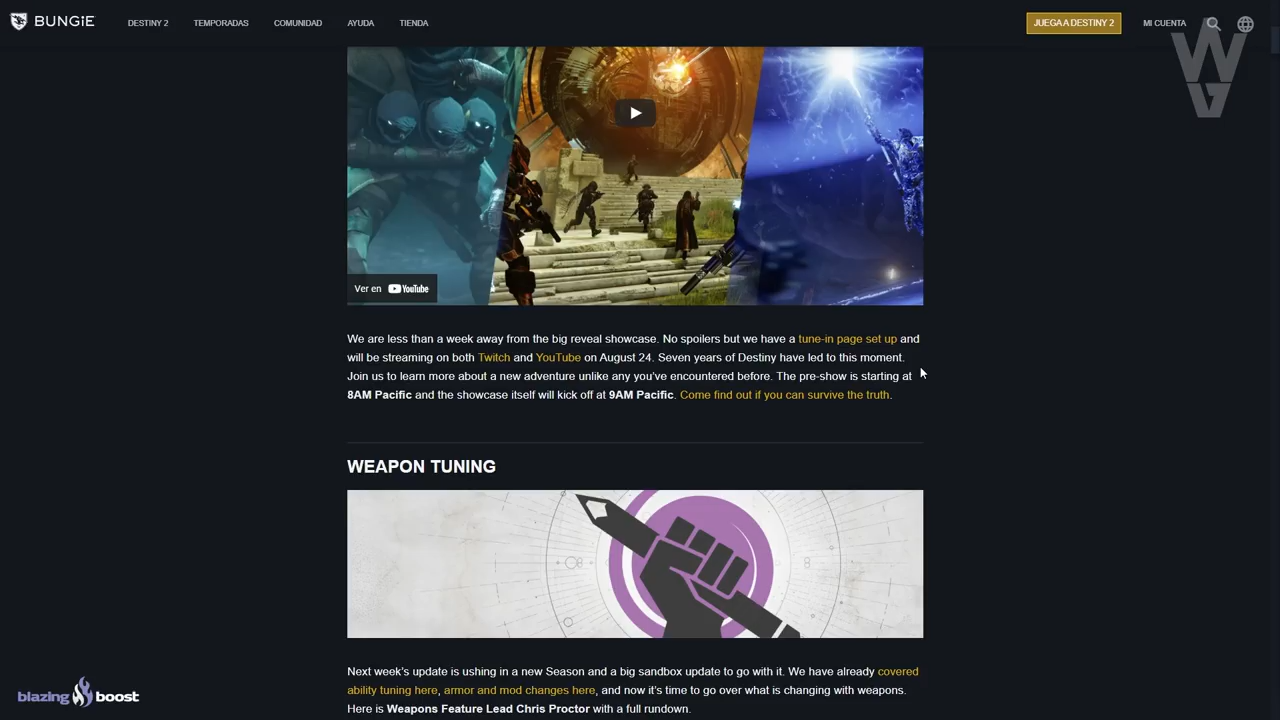 BUNGiE
DESTINY 2
TEMPORADAS
COMUNIDAD
AYUDA
TIENDA
JUEGA A DESTINY 2
MI CUENTA
WG
Ver en YouTube
We are less than a week away from the big reveal showcase. No spoilers but we have a tune-in page set up and
will be streaming on both Twitch and YouTube on August 24. Seven years of Destiny have led to this moment.
Join us to learn more about a new adventure unlike any you've encountered before. The pre-show is starting at
8AM Pacific and the showcase itself will kick off at 9AM Pacific. Come find out if you can survive the truth.
WEAPON TUNING
Next week's update is ushing in a new Season and a big sandbox update to go with it. We have already covered
ability tuning here, armor and mod changes here, and now it's time to go over what is changing with weapons.
Here is Weapons Feature Lead Chris Proctor with a full rundown.
blazing boost